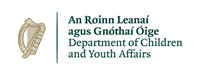 An Roinn Leanaí
agus Gnóthaí Óige
Department of Children
and Youth Affairs